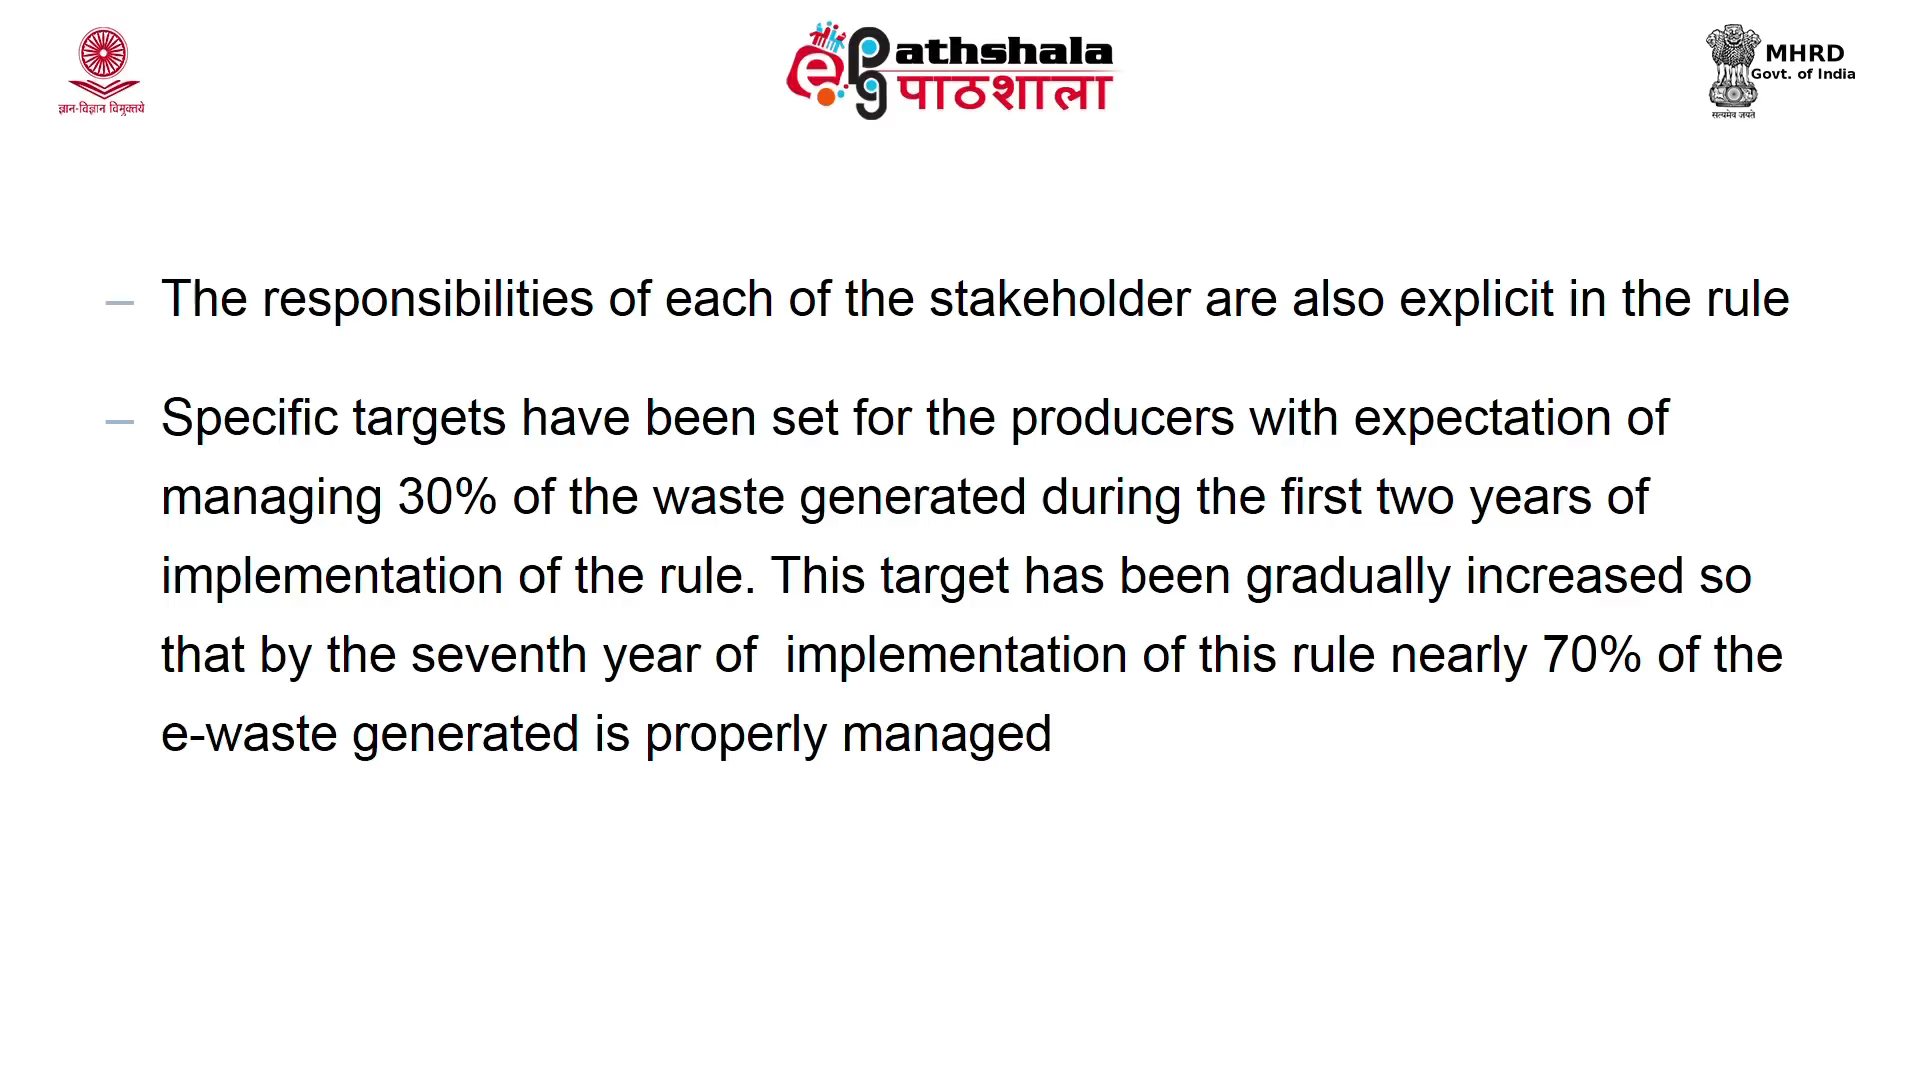 ज्ञान-विज्ञान विमुक्तये
ePG Pathshala
पाठशाला
MHRD
Govt. of India
सत्यमेव जयते
– The responsibilities of each of the stakeholder are also explicit in the rule
– Specific targets have been set for the producers with expectation of
managing 30% of the waste generated during the first two years of
implementation of the rule. This target has been gradually increased so
that by the seventh year of  implementation of this rule nearly 70% of the
e-waste generated is properly managed